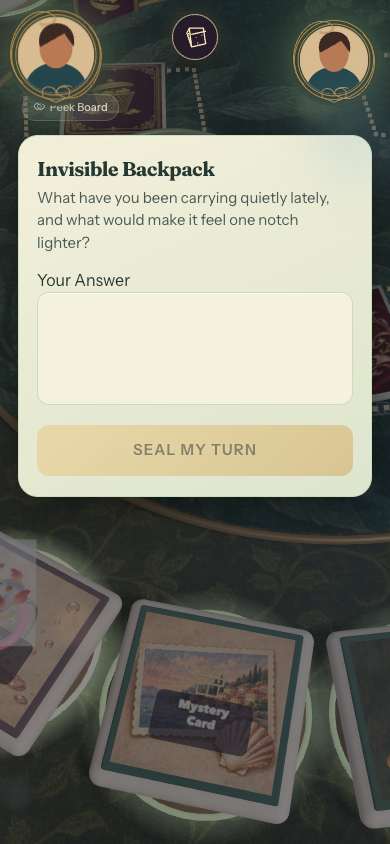 Peek Board
Invisible Backpack
What have you been carrying quietly lately,
and what would make it feel one notch
lighter?
Your Answer
SEAL MY TURN
Mystery
Card